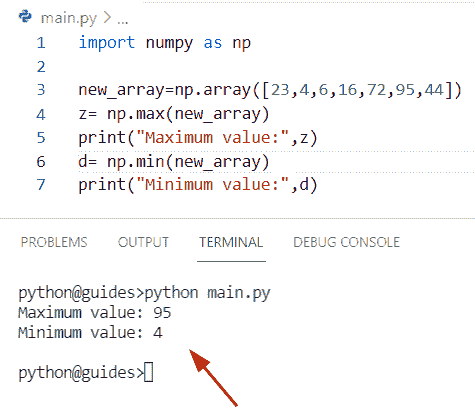 main.py > ...
1 import numpy as np
2
3 new_array=np.array([23,4,6,16,72,95,44])
4 z= np.max(new_array)
5 print("Maximum value:",z)
6 d= np.min(new_array)
7 print("Minimum value:",d)
PROBLEMS OUTPUT TERMINAL DEBUG CONSOLE
python@guides>python main.py
Maximum value: 95
Minimum value: 4
python@guides>